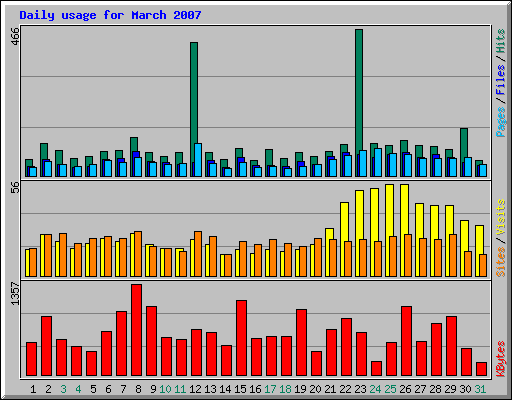 Daily usage for March 2007
466
Pages / Files / Hits
56
Sites / Visits
1357
KBytes
1 2 3 4 5 6 7 8 9 10 11 12 13 14 15 16 17 18 19 20 21 22 23 24 25 26 27 28 29 30 31